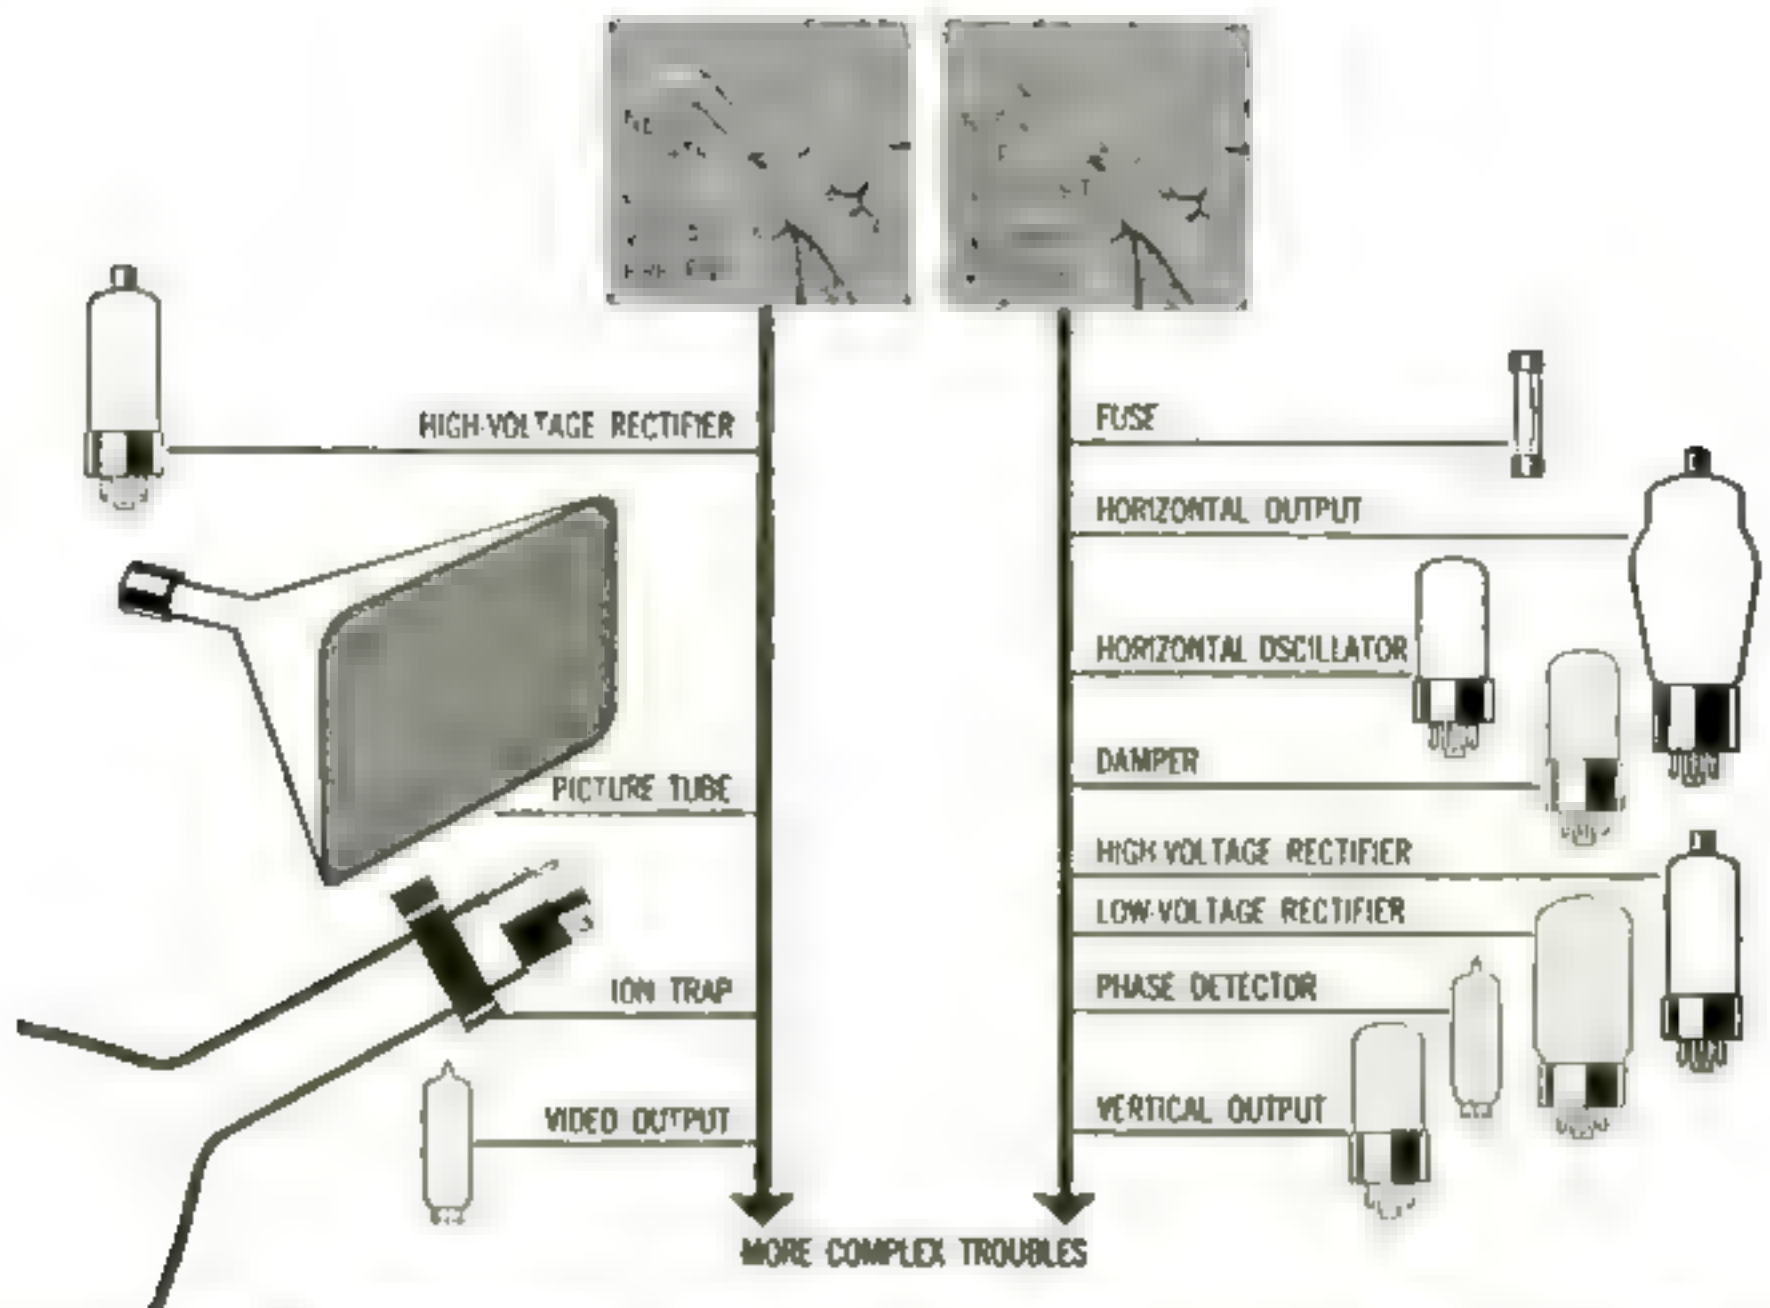 HIGH-VOLTAGE RECTIFIER
PICTURE TUBE
ION TRAP
VIDEO OUTPUT
FUSE
HORIZONTAL OUTPUT
HORIZONTAL OSCILLATOR
DAMPER
HIGH-VOLTAGE RECTIFIER
LOW-VOLTAGE RECTIFIER
PHASE DETECTOR
VERTICAL OUTPUT
MORE COMPLEX TROUBLES